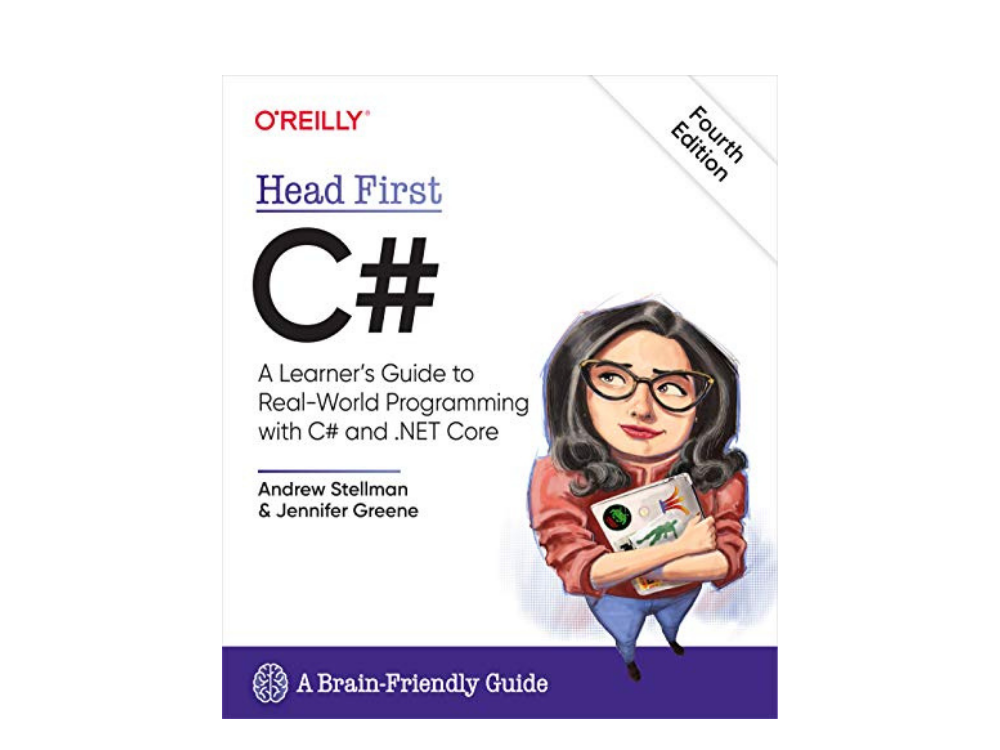 O'REILLY®
Fourth
Edition
Head First
C#
A Learner's Guide to
Real-World Programming
with C# and .NET Core
Andrew Stellman
& Jennifer Greene
A Brain-Friendly Guide